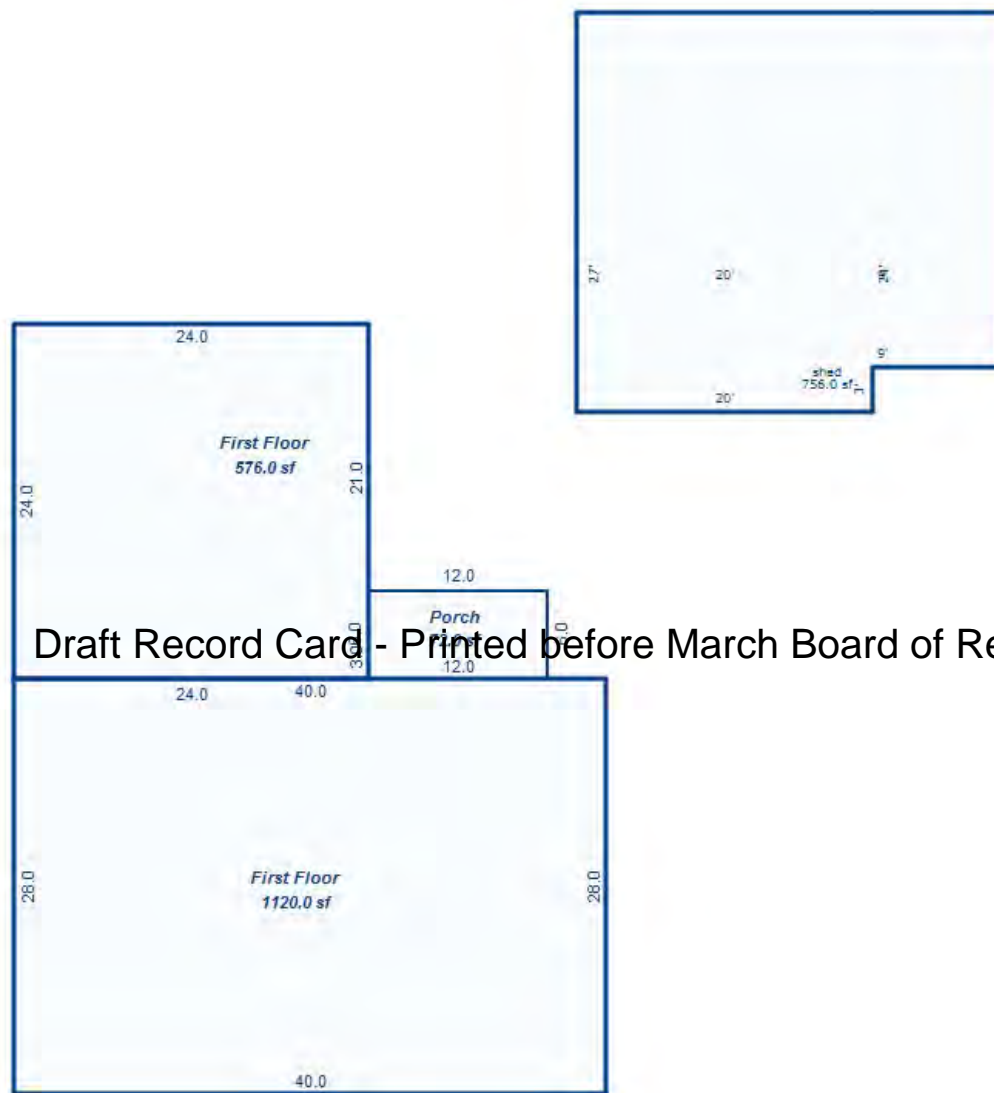 27'
20'
9'
shed
756.0 sf
20'
24.0
First Floor
576.0 sf
24.0
21.0
12.0
Porch
12.0
Draft Record Card - Printed before March Board of Re
24.0
40.0
28.0
First Floor
1120.0 sf
28.0
40.0